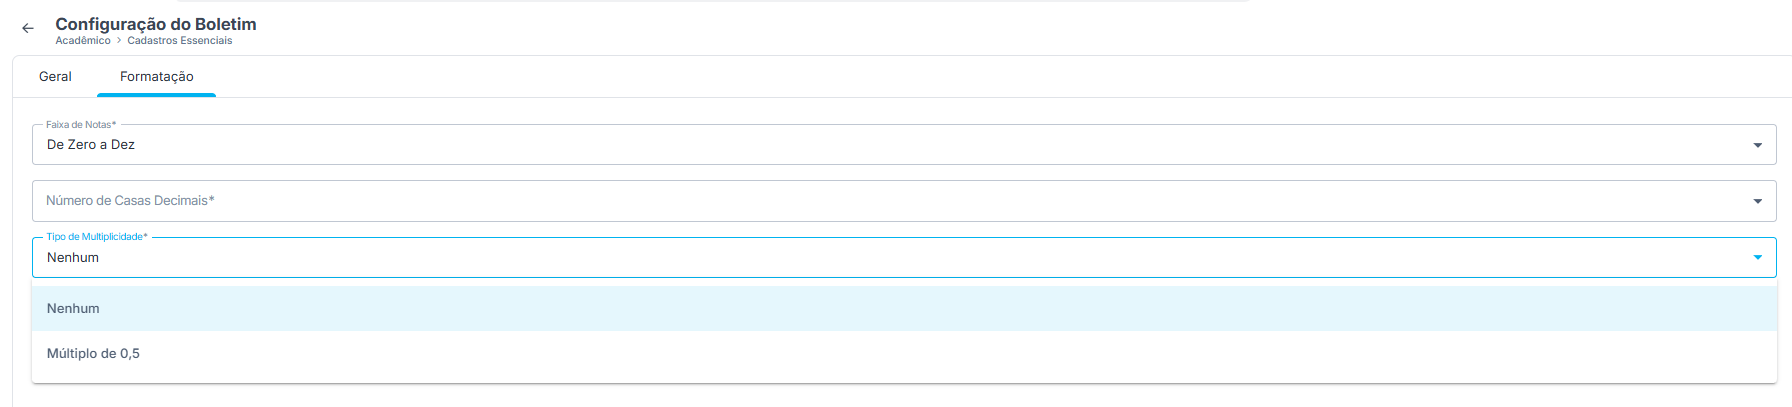 Configuração do Boletim
Acadêmico > Cadastros Essenciais
Geral Formatação
Faixa de Notas*
De Zero a Dez
Número de Casas Decimais*
Tipo de Multiplicidade*
Nenhum
Nenhum
Múltiplo de 0,5